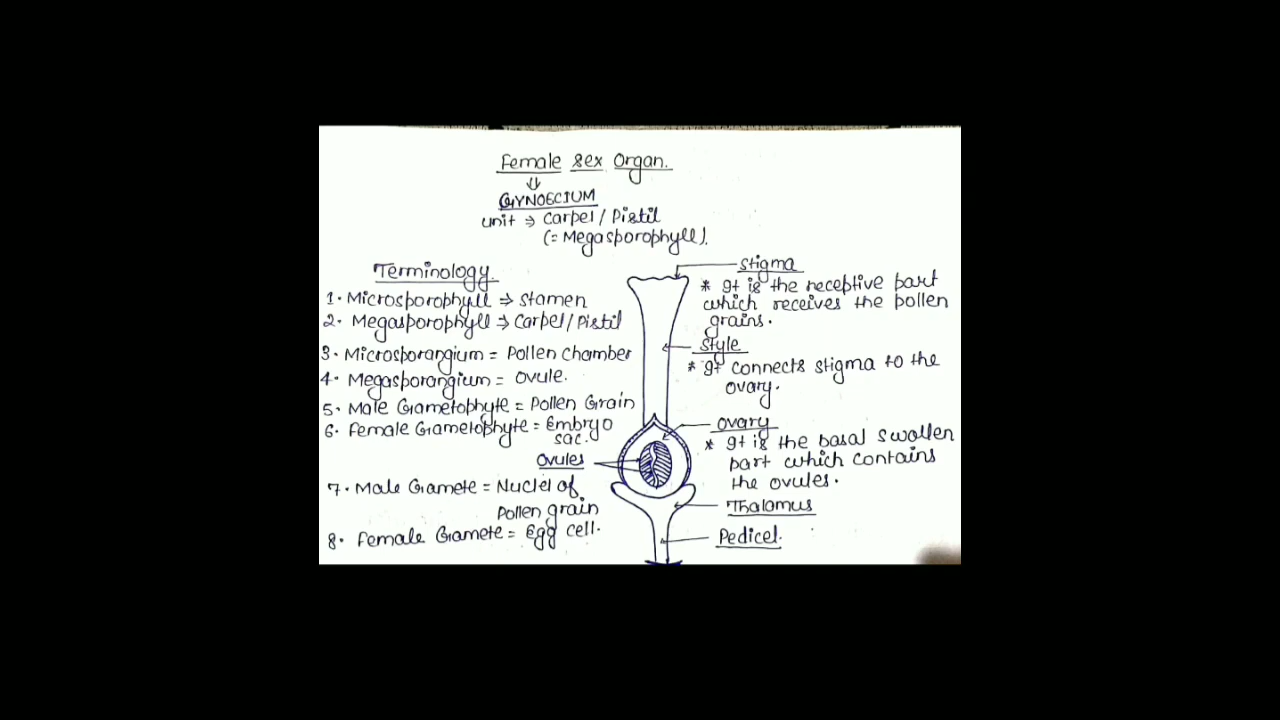 Female sex Organ.
⇓
GYNOECIUM
unit ⇒ Carpel / Pistil
(= Megasporophyll).
Terminology.
1. Microsporophyll ⇒ Stamen
2. Megasporophyll ⇒ Carpel / Pistil
3. Microsporangium = Pollen Chamber
4. Megasporangium = Ovule.
5. Male Gametophyte = Pollen Grain
6. Female Gametophyte = Embryo
sac.
Ovules
7. Male Gamete = Nuclei of
Pollen grain
8. Female Gamete = Egg cell.
Stigma
* It is the receptive part
which receives the pollen
grains.
Style
* It connects stigma to the
ovary.
Ovary
* It is the basal swollen
part which contains
the ovules.
Thalamus
Pedicel.